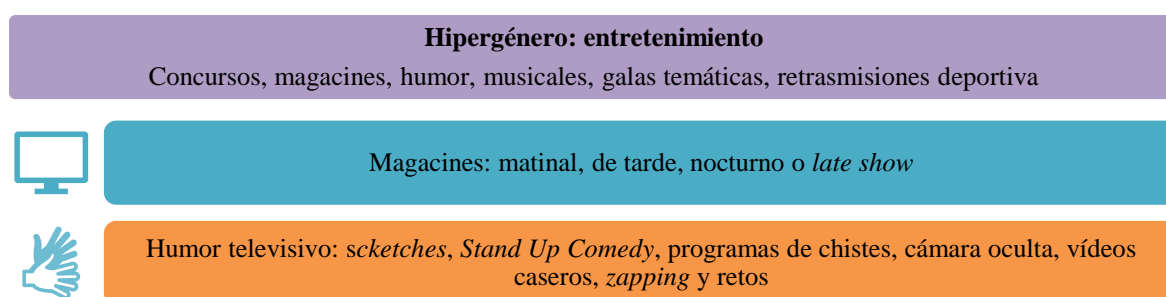 Hipergénero: entretenimiento
Concursos, magacines, humor, musicales, galas temáticas, retrasmisiones deportiva
Magacines: matinal, de tarde, nocturno o late show
Humor televisivo: scketches, Stand Up Comedy, programas de chistes, cámara oculta, vídeos
caseros, zapping y retos